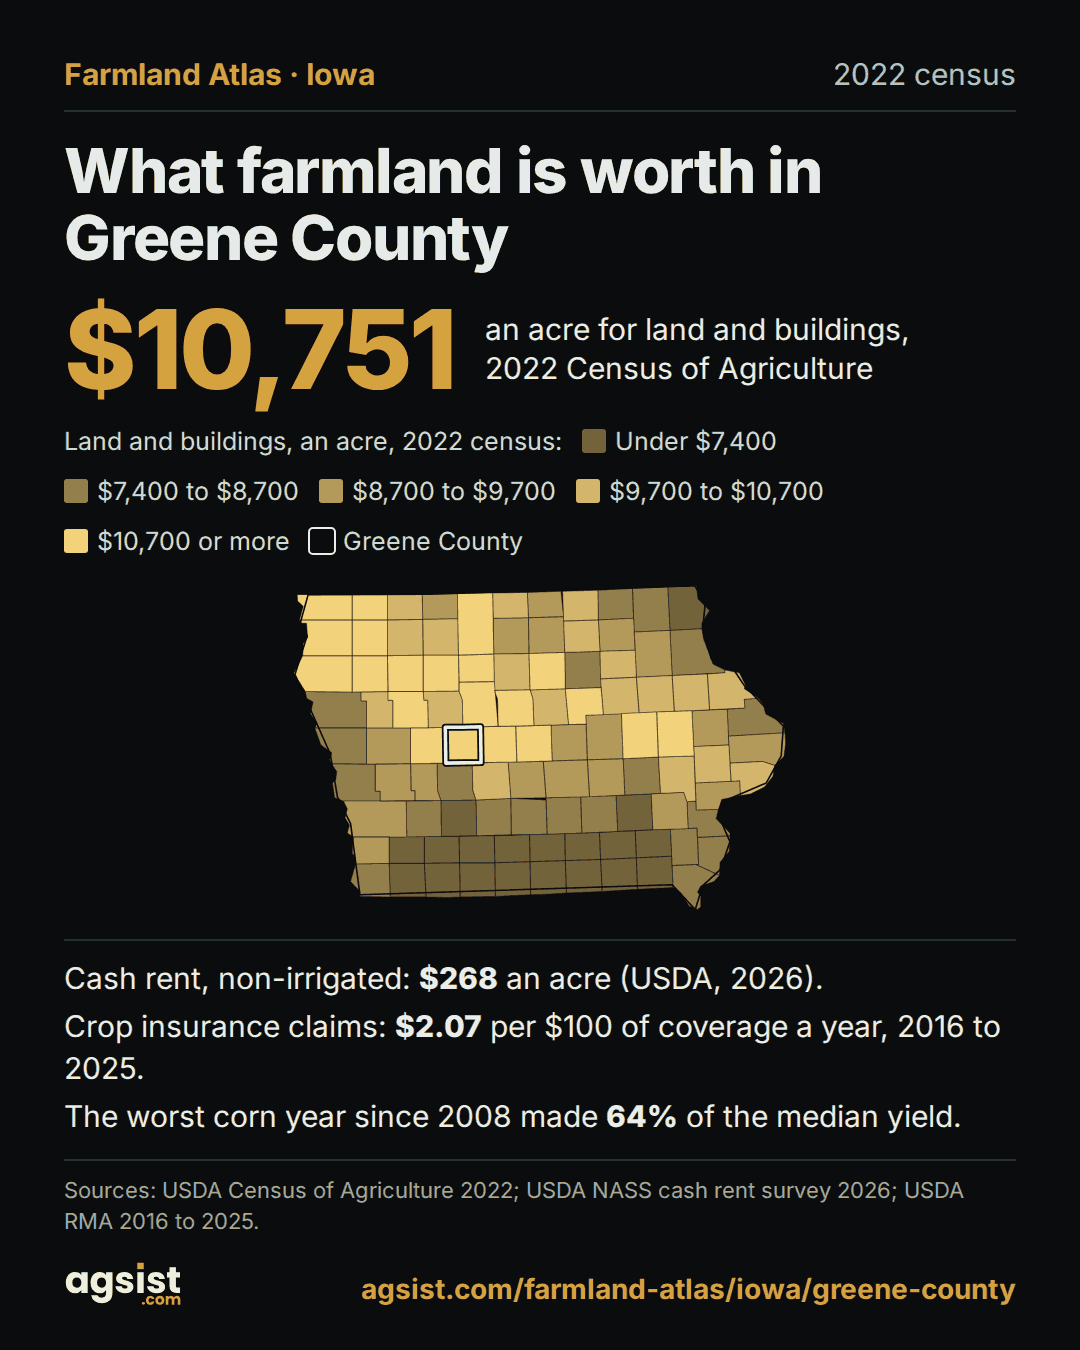 Farmland Atlas · Iowa
2022 census
What farmland is worth in
Greene County
$10,751
an acre for land and buildings,
2022 Census of Agriculture
Land and buildings, an acre, 2022 census: Under $7,400
$7,400 to $8,700 $8,700 to $9,700 $9,700 to $10,700
$10,700 or more Greene County
Cash rent, non-irrigated: $268 an acre (USDA, 2026).
Crop insurance claims: $2.07 per $100 of coverage a year, 2016 to
2025.
The worst corn year since 2008 made 64% of the median yield.
Sources: USDA Census of Agriculture 2022; USDA NASS cash rent survey 2026; USDA
RMA 2016 to 2025.
agsist
.com
agsist.com/farmland-atlas/iowa/greene-county